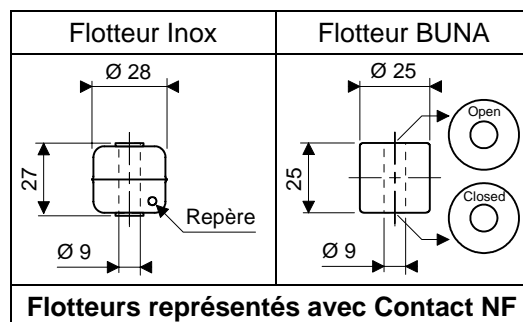 Flotteur Inox
Flotteur BUNA
Ø 28
27
Repère
Ø 9
Ø 25
Open
25
Closed
Ø 9
Flotteurs représentés avec Contact NF